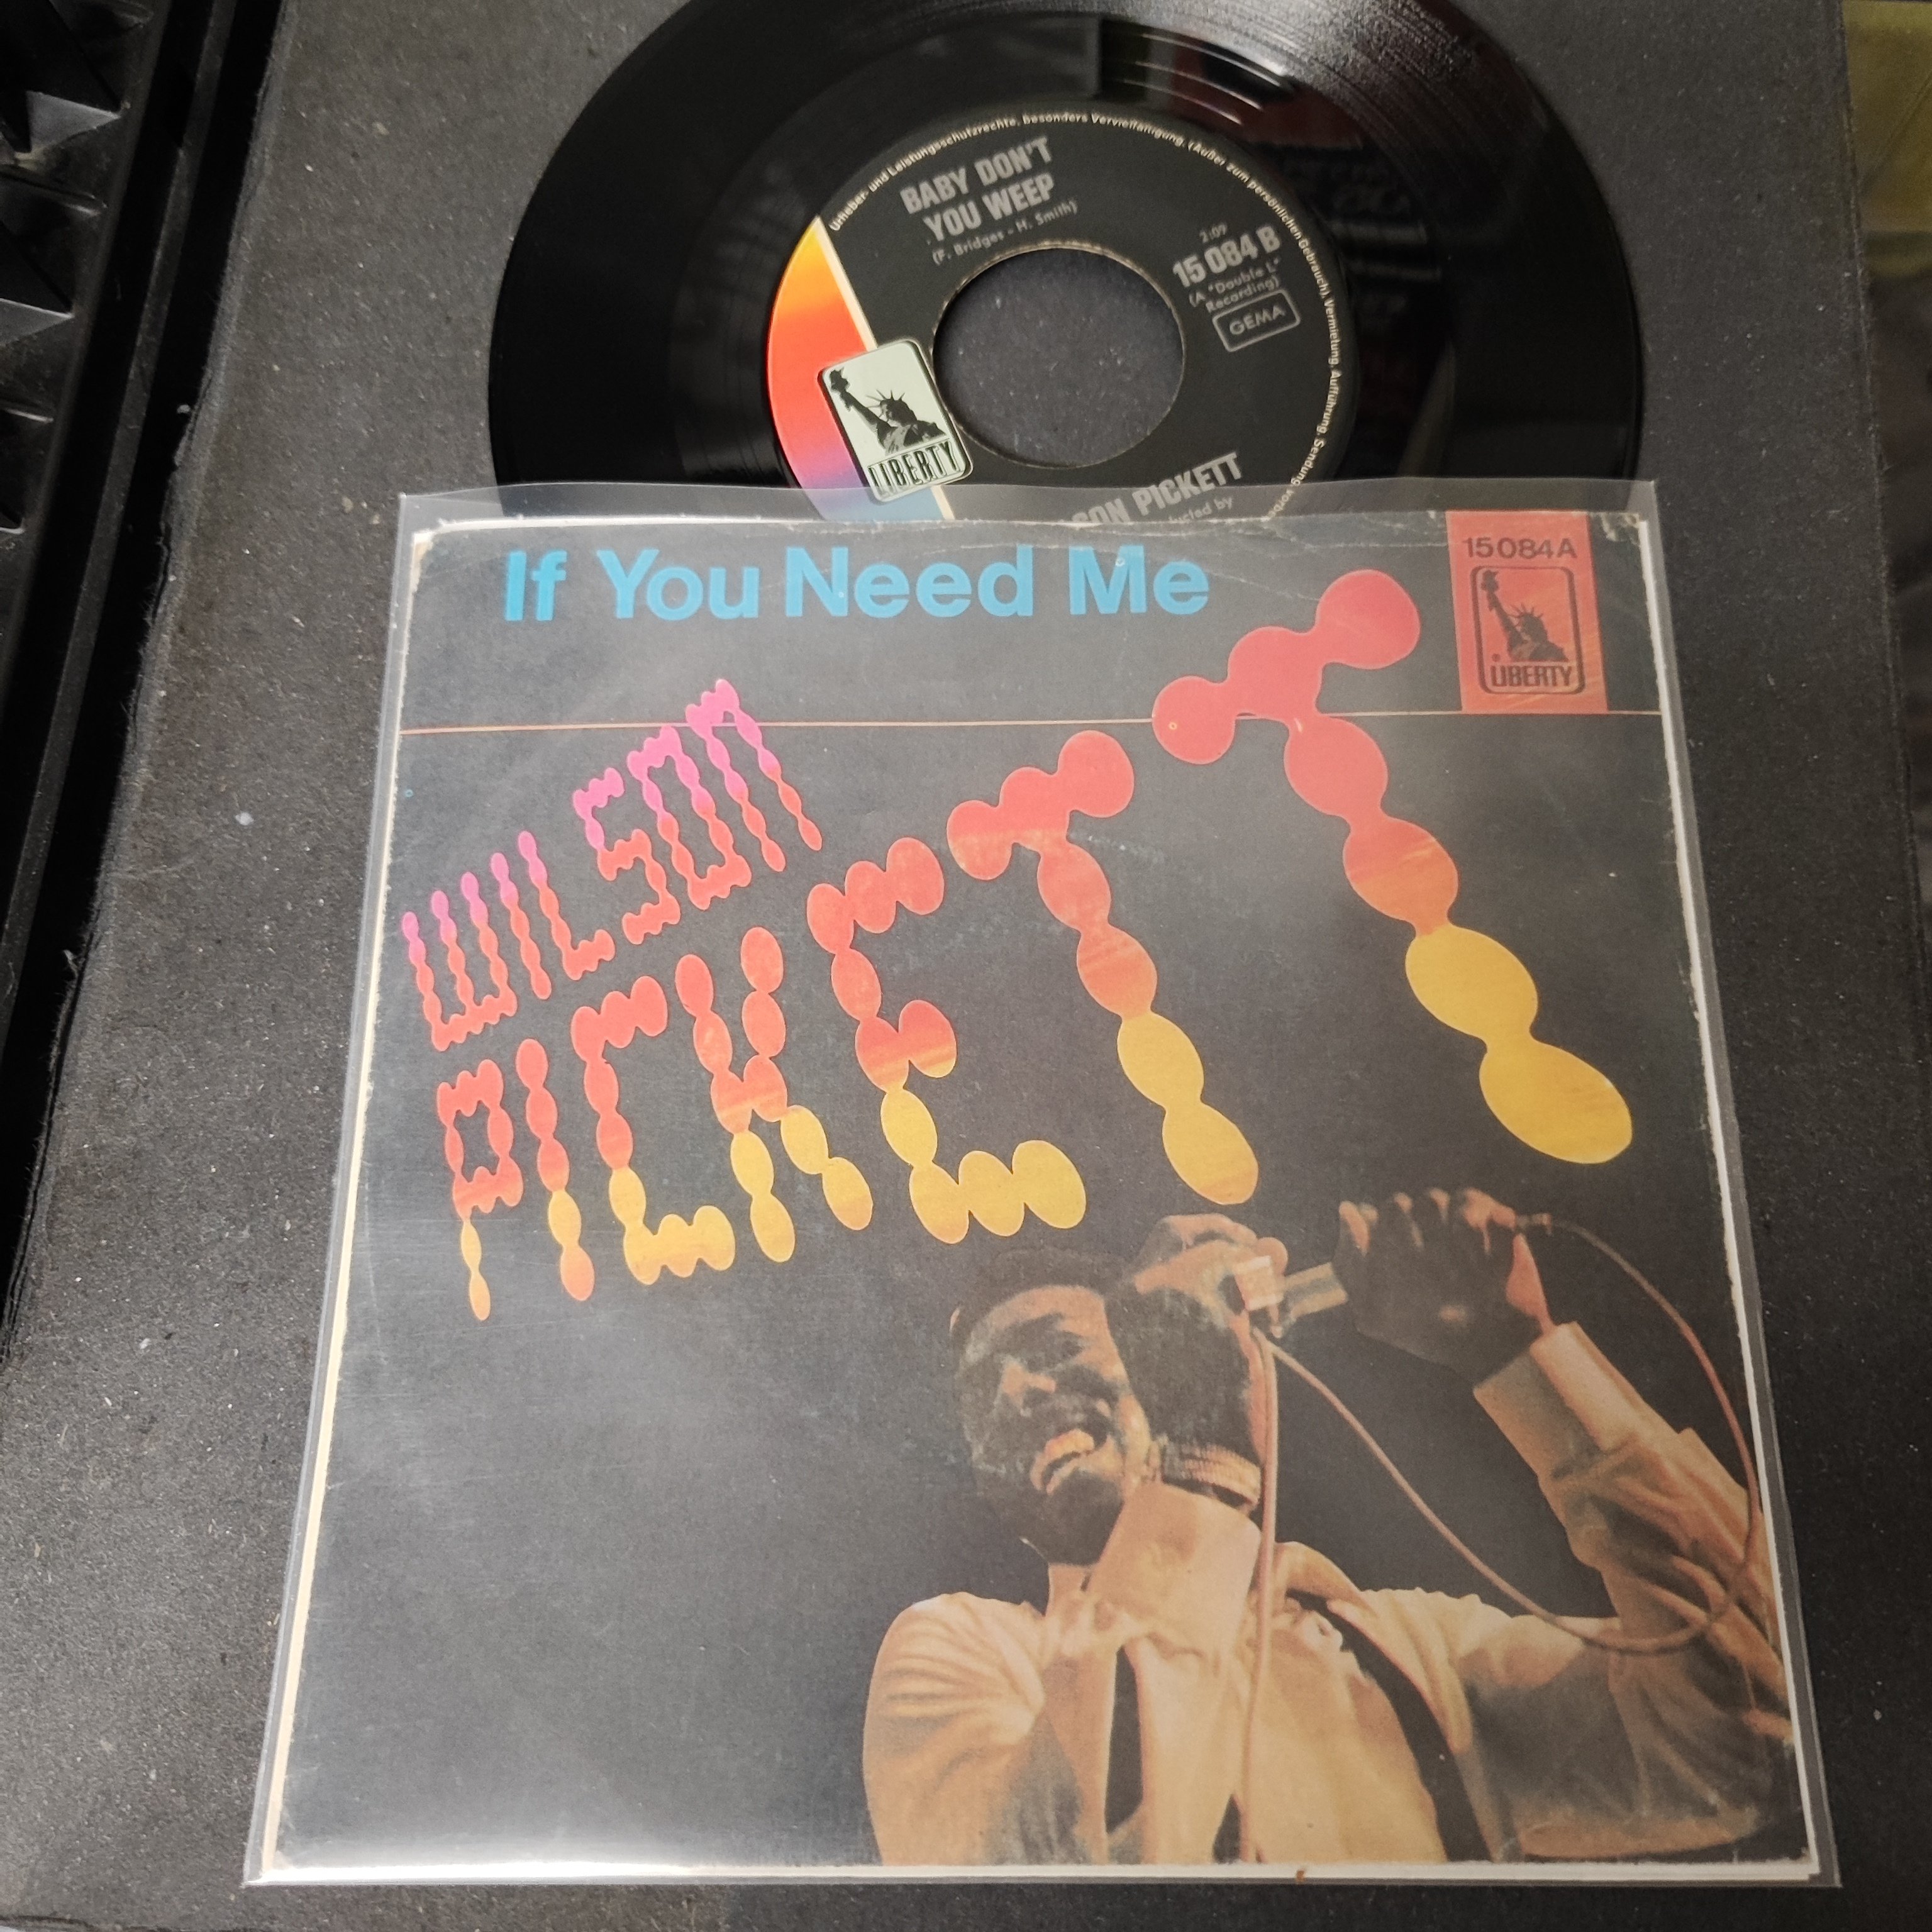 Urheber- und Leistungsschutzrechte, besonders Vervielfältigung, (Außer zum persönlichen Gebrauch), Vermietung, Aufführung, Sendung
BABY DON'T
YOU WEEP
(F. Bridges - H. Smith)
2:09
15 084 B
(A "Double L"
Recording)
GEMA
LIBERTY
SON PICKETT
If You Need Me
15084A
LIBERTY
WILSON
PICKETT